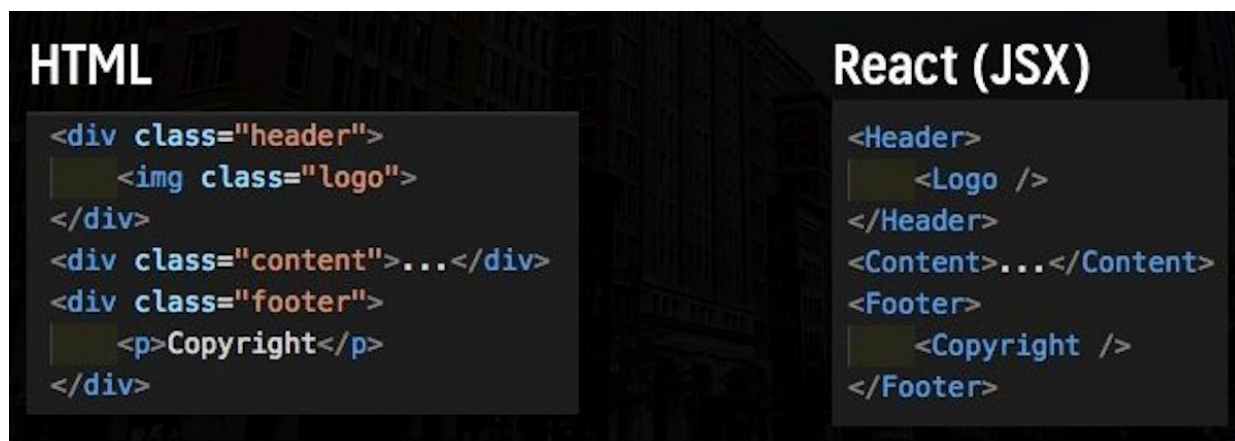 HTML
<div class="header">
<img class="logo">
</div>
<div class="content">...</div>
<div class="footer">
<p>Copyright</p>
</div>
React (JSX)
<Header>
<Logo />
</Header>
<Content>...</Content>
<Footer>
<Copyright />
</Footer>